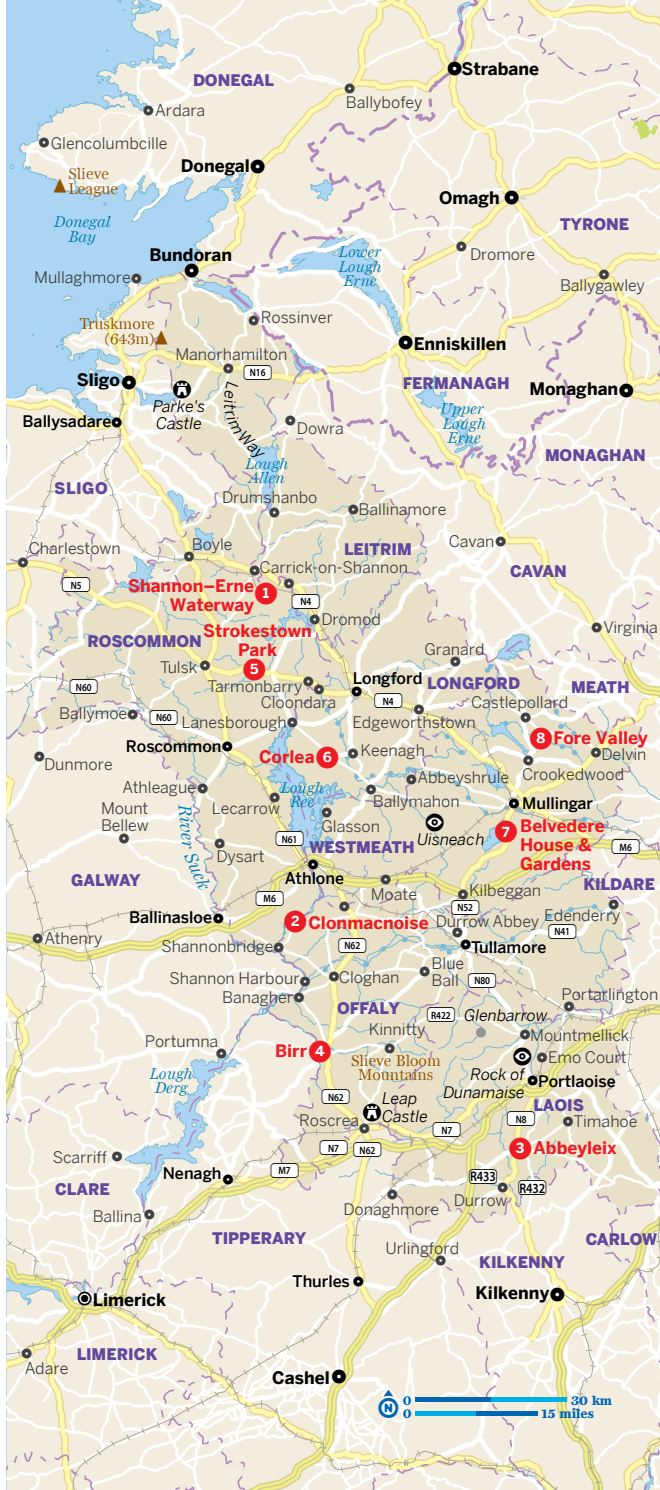 Strabane
DONEGAL
Ballybofey
Ardara
Glencolumbcille
Donegal
Slieve
League
Omagh
Donegal
Bay
TYRONE
Dromore
Bundoran
Lower
Lough
Erne
Mullaghmore
Ballygawley
Rossinver
Truskmore
(643m)
Enniskillen
Manorhamilton
N16
Sligo
FERMANAGH
Monaghan
Parke's
Castle
Leitrim Way
Upper
Lough
Erne
Ballysadare
Dowra
MONAGHAN
Lough
Allen
SLIGO
Drumshanbo
Ballinamore
Cavan
Boyle
LEITRIM
Charlestown
Carrick-on-Shannon
CAVAN
N5
Shannon–Erne
Waterway
1
N4
Dromod
Virginia
Strokestown
Park
5
ROSCOMMON
Granard
Tulsk
Longford
Tarmonbarry
Cloondara
LONGFORD
MEATH
N60
N4
Castlepollard
Ballymoe
N60
Lanesborough
Edgeworthstown
8 Fore Valley
Roscommon
Keenagh
Delvin
Corlea 6
Dunmore
Crookedwood
Abbeyshrule
Athleague
Lough
Ree
Ballymahon
Lecarrow
Mullingar
Mount
Bellew
Glasson
Uisneach
7 Belvedere
House &
Gardens
River Suck
Dysart
N61
WESTMEATH
M6
GALWAY
Athlone
KILDARE
Moate
Kilbeggan
M6
N52
Edenderry
Ballinasloe
2 Clonmacnoise
Durrow Abbey
N41
Athenry
Shannonbridge
N62
Tullamore
Blue
Ball
Shannon Harbour
Cloghan
N80
Banagher
OFFALY
Portarlington
R422
Glenbarrow
Kinnitty
Mountmellick
Portumna
Birr 4
Slieve Bloom
Mountains
Emo Court
Lough
Derg
Rock of
Dunamaise
Portlaoise
N62
Leap
Castle
LAOIS
Roscrea
N8
Timahoe
N7
N7
N62
3 Abbeyleix
Scarriff
M7
Nenagh
R433
CLARE
R432
Durrow
Donaghmore
Ballina
TIPPERARY
CARLOW
Urlingford
KILKENNY
Thurles
Kilkenny
Limerick
LIMERICK
Adare
Cashel
N
0 30 km
0 15 miles